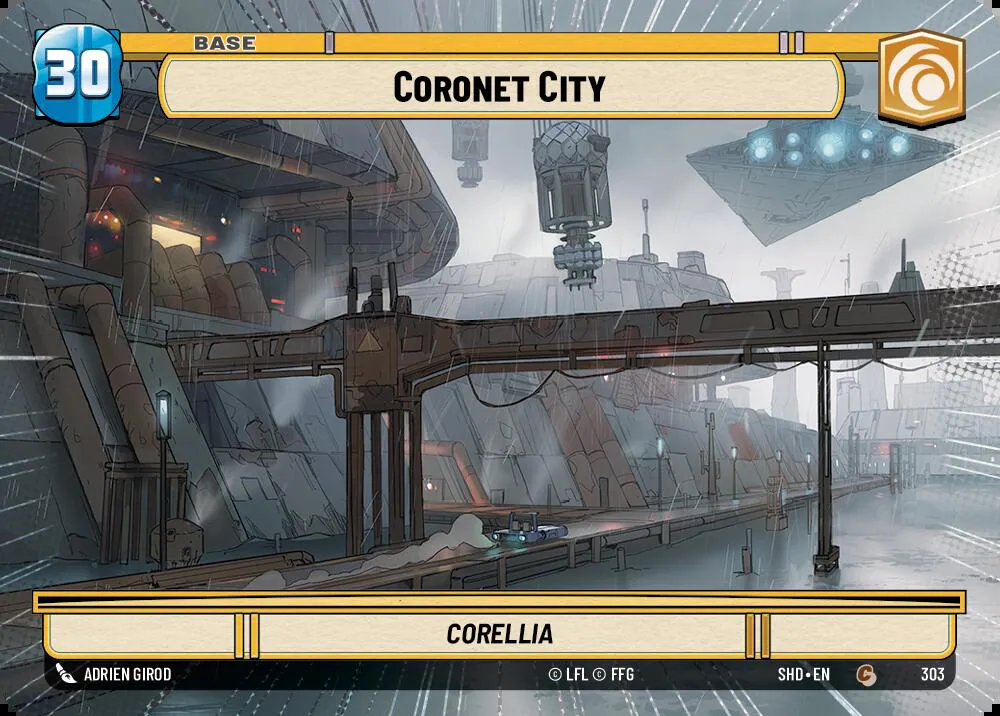 BASE
30
CORONET CITY
CORELLIA
ADRIEN GIROD
© LFL © FFG
SHD•EN
C
303